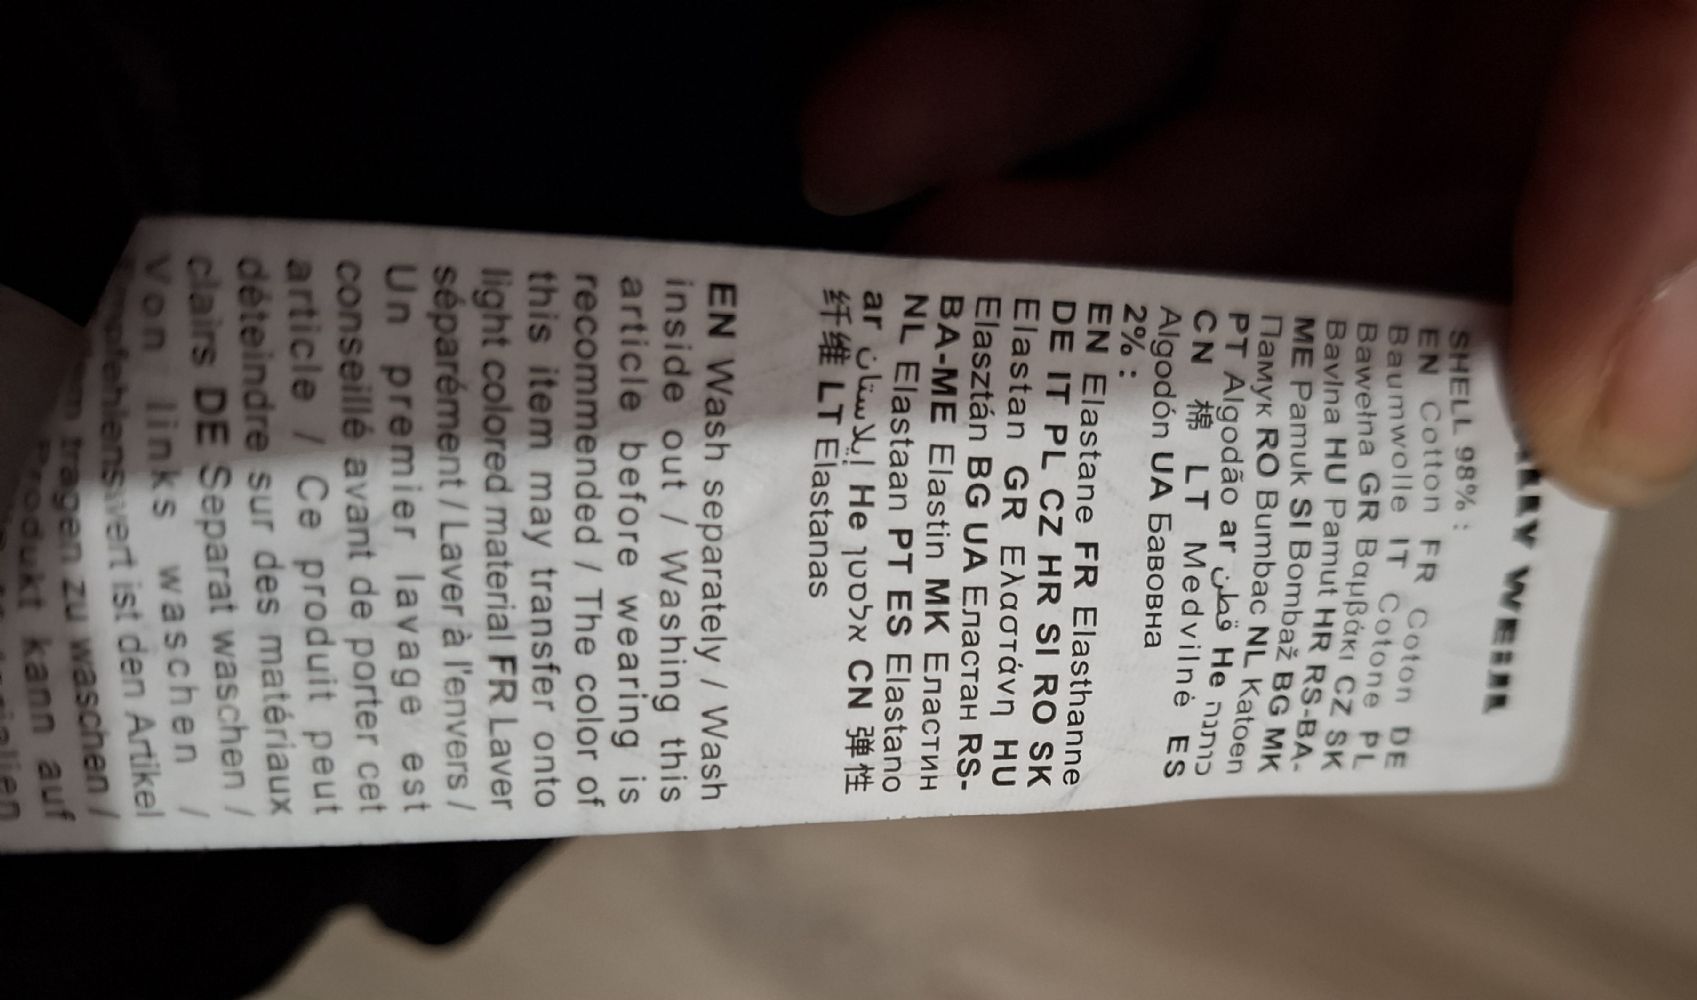 SHELL 98% :
EN Cotton FR Coton DE
Baumwolle IT Cotone PL
Bawełna GR Βαμβάκι CZ SK
Bavlna HU Pamut HR RS-BA-
ME Pamuk SI Bombaž BG MK
Памук RO Bumbac NL Katoen
PT Algodão ar قطن He כותנה
CN 棉 LT Medvilnė ES
Algodón UA Бавовна
2% :
EN Elastane FR Elasthanne
DE IT PL CZ HR SI RO SK
Elastan GR Ελαστάνη HU
Elasztán BG UA Еластан RS-
BA-ME Elastin MK Еластин
NL Elastaan PT ES Elastano
ar إيلاستان He אלסטן CN 弹性
纤维 LT Elastanas
EN Wash separately / Wash
inside out / Washing this
article before wearing is
recommended / The color of
this item may transfer onto
light colored material FR Laver
séparément / Laver à l'envers /
Un premier lavage est
conseillé avant de porter cet
article / Ce produit peut
déteindre sur des matériaux
clairs DE Separat waschen /
Von links waschen /
Empfehlenswert ist den Artikel
tragen zu waschen /
Produkt kann auf